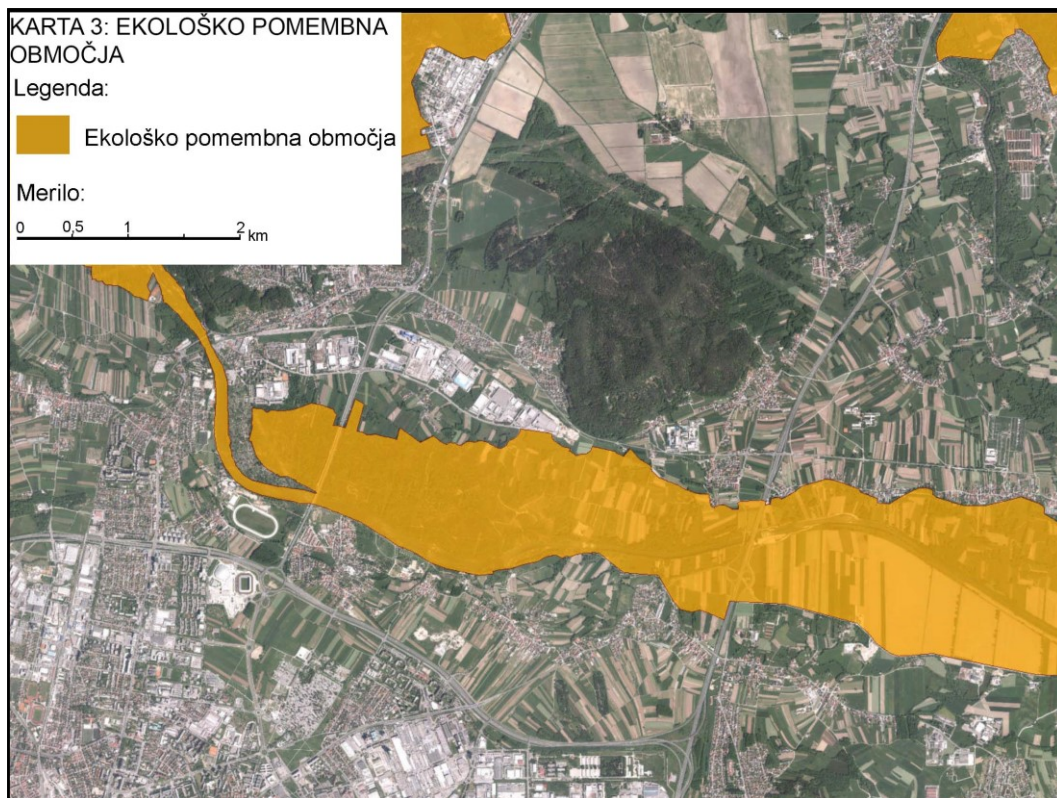 KARTA 3: EKOLOŠKO POMEMBNA
OBMOČJA
Legenda:
Ekološko pomembna območja
Merilo:
0 0,5 1 2 km